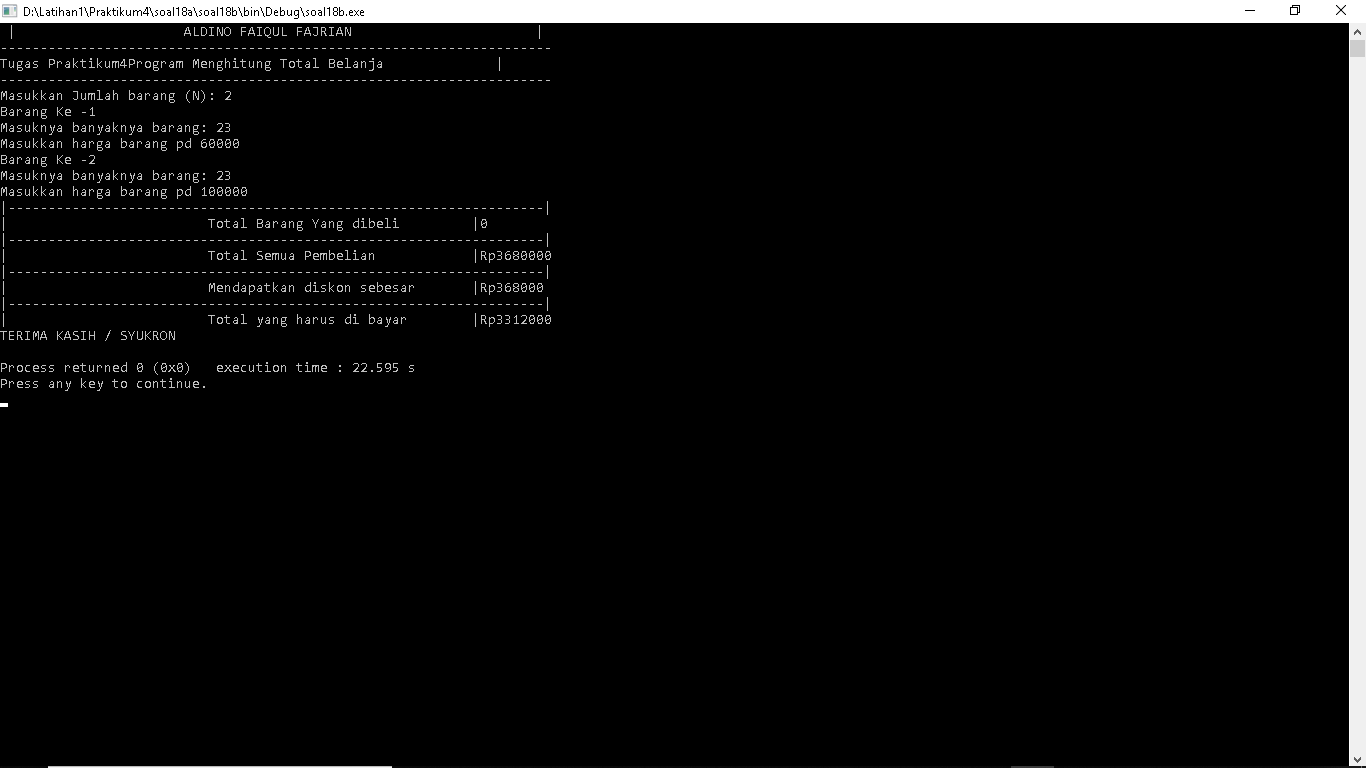 D:\Latihan1\Praktikum4\soal18a\soal18b\bin\Debug\soal18b.exe
|                     ALDINO FAIQUL FAJRIAN                       |
---------------------------------------------------------------------
Tugas Praktikum4Program Menghitung Total Belanja              |
---------------------------------------------------------------------
Masukkan Jumlah barang (N): 2
Barang Ke -1
Masuknya banyaknya barang: 23
Masukkan harga barang pd 60000
Barang Ke -2
Masuknya banyaknya barang: 23
Masukkan harga barang pd 100000
|-------------------------------------------------------------------|
|                         Total Barang Yang dibeli         |0
|-------------------------------------------------------------------|
|                         Total Semua Pembelian            |Rp3680000
|-------------------------------------------------------------------|
|                         Mendapatkan diskon sebesar       |Rp368000
|-------------------------------------------------------------------|
|                         Total yang harus di bayar        |Rp3312000
TERIMA KASIH / SYUKRON
Process returned 0 (0x0)   execution time : 22.595 s
Press any key to continue.